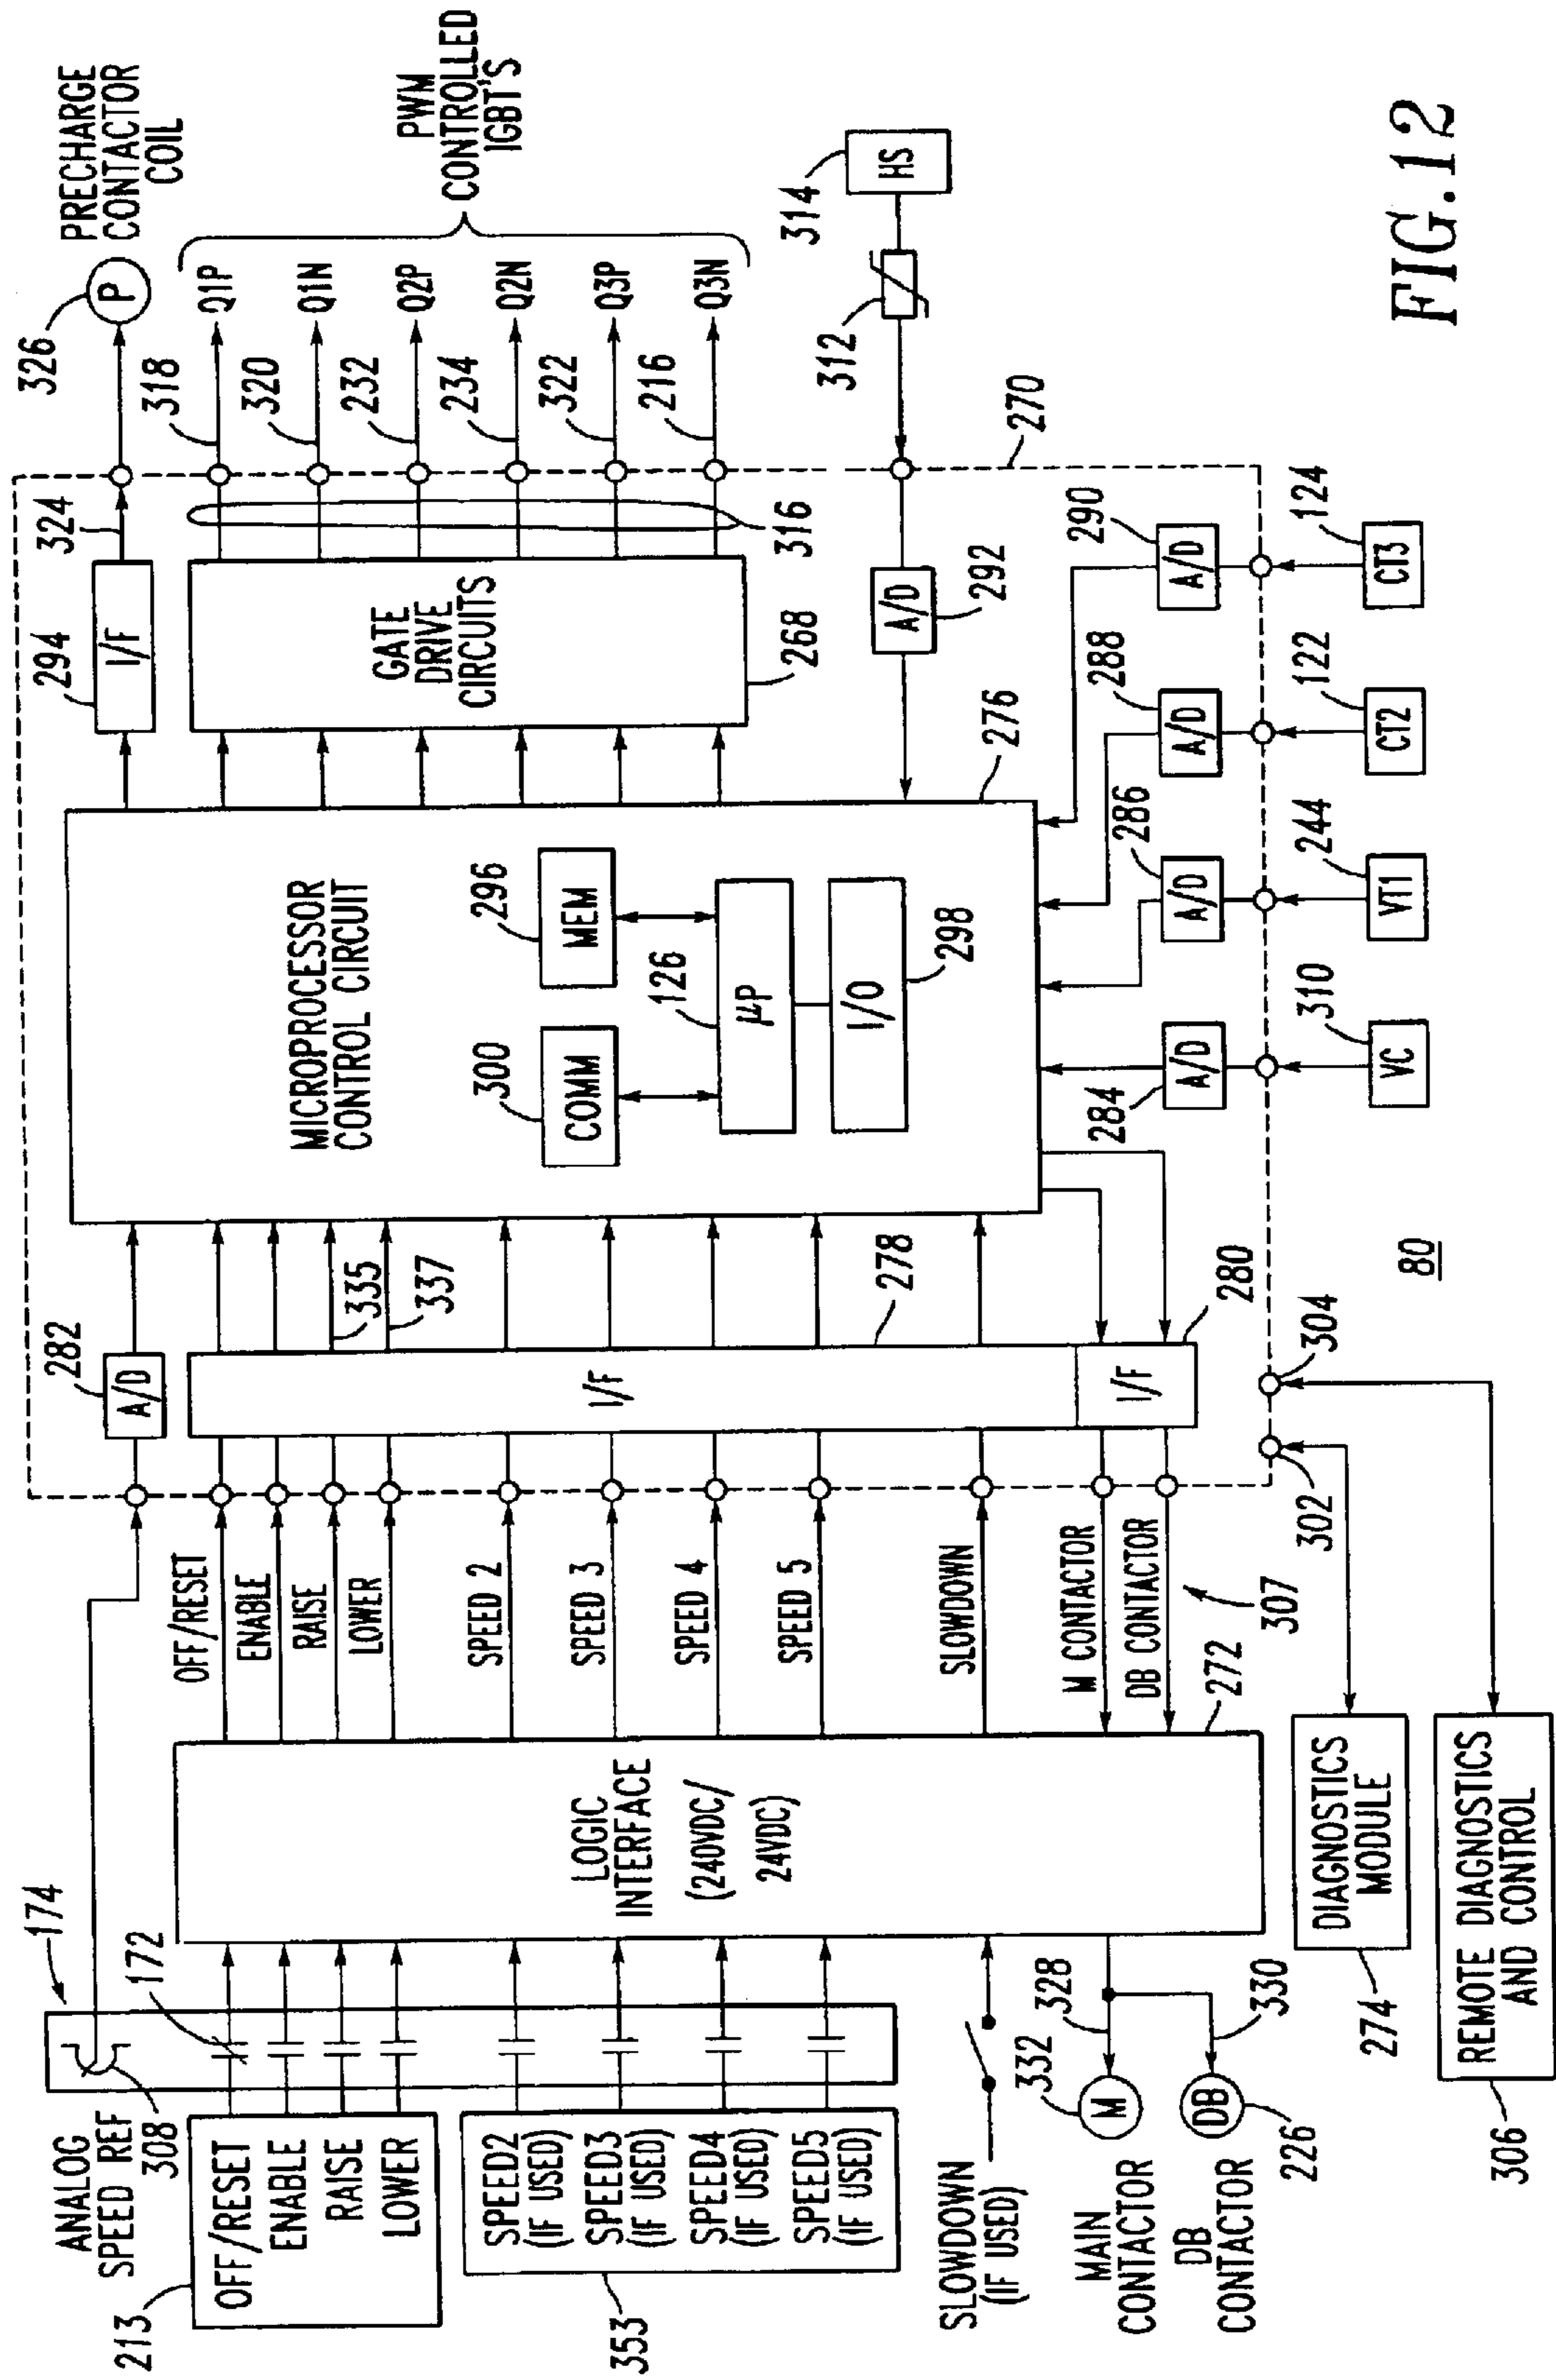 ANALOG
SPEED REF
308
174
172
213
OFF/RESET
ENABLE
RAISE
LOWER
353
SPEED2
(IF USED)
SPEED3
(IF USED)
SPEED4
(IF USED)
SPEED5
(IF USED)
SLOWDOWN
(IF USED)
MAIN
CONTACTOR
DB
CONTACTOR
332
M
328
DB
226
330
LOGIC
INTERFACE
(240VDC/
24VDC)
272
OFF/RESET
ENABLE
RAISE
LOWER
SPEED 2
SPEED 3
SPEED 4
SPEED 5
SLOWDOWN
M CONTACTOR
DB CONTACTOR
307
DIAGNOSTICS
MODULE
274
REMOTE DIAGNOSTICS
AND CONTROL
306
302
304
282
A/D
335
337
I/F
278
I/F
280
80
MICROPROCESSOR
CONTROL CIRCUIT
300
COMM
296
MEM
126
μP
I/O
298
276
284
A/D
286
A/D
288
A/D
290
A/D
VC
310
VT1
244
CT2
122
CT3
124
294
I/F
324
GATE
DRIVE
CIRCUITS
268
316
A/D
292
270
326
P
PRECHARGE
CONTACTOR
COIL
318
Q1P
320
Q1N
232
Q2P
234
Q2N
322
Q3P
216
Q3N
PWM
CONTROLLED
IGBT'S
312
314
HS
FIG.12